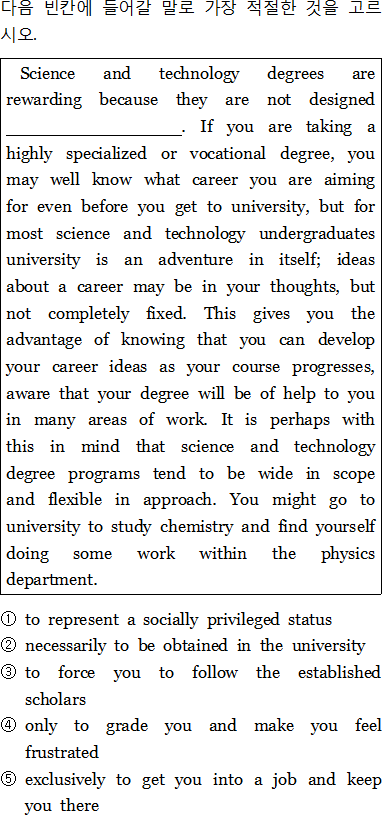 다음 빈칸에 들어갈 말로 가장 적절한 것을 고르
시오.
Science and technology degrees are
rewarding because they are not designed
____________________. If you are taking a
highly specialized or vocational degree, you
may well know what career you are aiming
for even before you get to university, but for
most science and technology undergraduates
university is an adventure in itself; ideas
about a career may be in your thoughts, but
not completely fixed. This gives you the
advantage of knowing that you can develop
your career ideas as your course progresses,
aware that your degree will be of help to you
in many areas of work. It is perhaps with
this in mind that science and technology
degree programs tend to be wide in scope
and flexible in approach. You might go to
university to study chemistry and find yourself
doing some work within the physics
department.
① to represent a socially privileged status
② necessarily to be obtained in the university
③ to force you to follow the established
scholars
④ only to grade you and make you feel
frustrated
⑤ exclusively to get you into a job and keep
you there